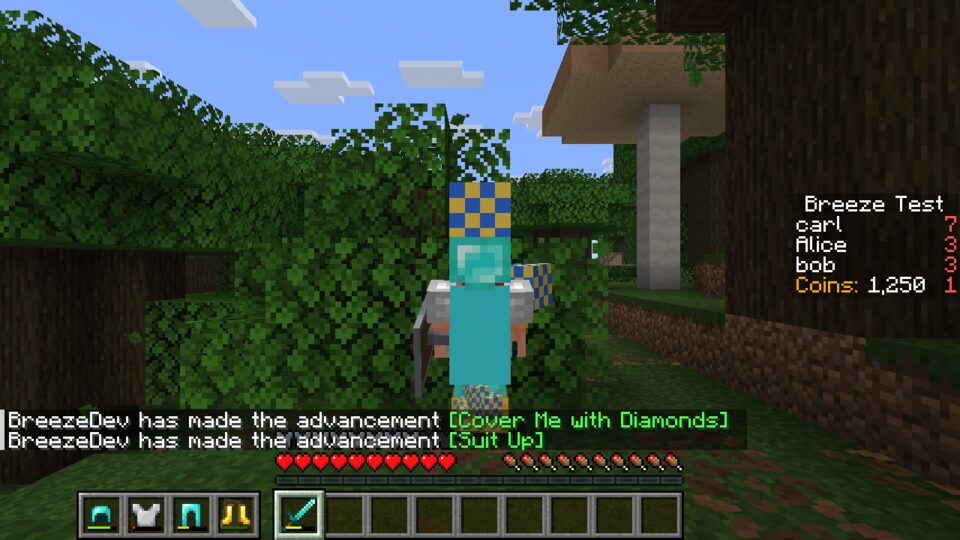 Breeze Test
carl 7
Alice 3
bob 3
Coins: 1,250 1
BreezeDev has made the advancement [Cover Me with Diamonds]
BreezeDev has made the advancement [Suit Up]